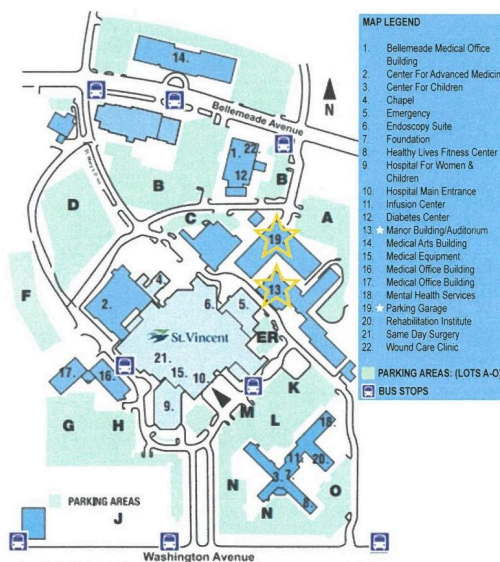 MAP LEGEND
1. Bellemeade Medical Office
Building
2. Center For Advanced Medicin
3. Center For Children
4. Chapel
5. Emergency
6. Endoscopy Suite
7. Foundation
8. Healthy Lives Fitness Center
9. Hospital For Women &
Children
10. Hospital Main Entrance
11. Infusion Center
12. Diabetes Center
13. Manor Building/Auditorium
14. Medical Arts Building
15. Medical Equipment
16. Medical Office Building
17. Medical Office Building
18. Mental Health Services
19. Parking Garage
20. Rehabilitation Institute
21. Same Day Surgery
22. Wound Care Clinic
PARKING AREAS: (LOTS A-O)
BUS STOPS
14.
N
Bellemeade Avenue
1. 22.
12.
B
B
D
C
A
19.
F
4.
13.
2.
6.
5.
St.Vincent
ER
21.
15.
10.
17.
16.
9.
K
M
L
G
H
18.
11.
20.
7.
3.
N
N
O
8.
PARKING AREAS
J
Washington Avenue